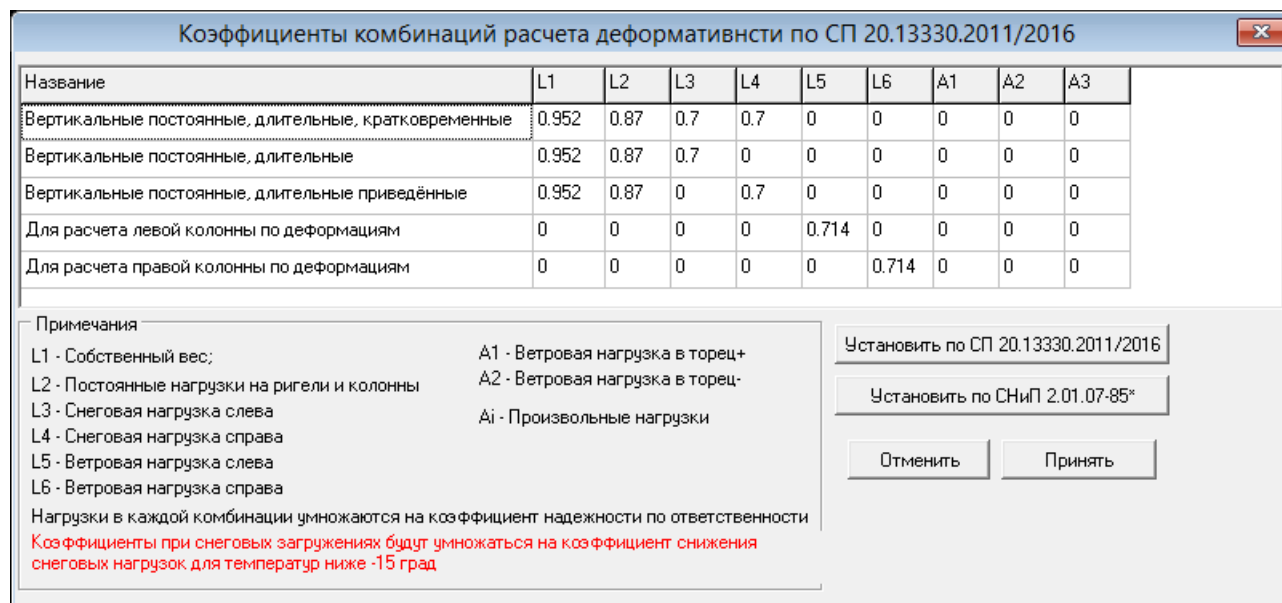 Коэффициенты комбинаций расчета деформативнсти по СП 20.13330.2011/2016
Название L1 L2 L3 L4 L5 L6 A1 A2 A3
Вертикальные постоянные, длительные, кратковременные 0.952 0.87 0.7 0.7 0 0 0 0 0
Вертикальные постоянные, длительные 0.952 0.87 0.7 0 0 0 0 0 0
Вертикальные постоянные, длительные приведённые 0.952 0.87 0 0.7 0 0 0 0 0
Для расчета левой колонны по деформациям 0 0 0 0 0.714 0 0 0 0
Для расчета правой колонны по деформациям 0 0 0 0 0 0.714 0 0 0
Примечания
L1 - Собственный вес;
L2 - Постоянные нагрузки на ригели и колонны
L3 - Снеговая нагрузка слева
L4 - Снеговая нагрузка справа
L5 - Ветровая нагрузка слева
L6 - Ветровая нагрузка справа
A1 - Ветровая нагрузка в торец+
A2 - Ветровая нагрузка в торец-
Ai - Произвольные нагрузки
Нагрузки в каждой комбинации умножаются на коэффициент надежности по ответственности
Коэффициенты при снеговых загружениях будут умножаться на коэффициент снижения
снеговых нагрузок для температур ниже -15 град
Установить по СП 20.13330.2011/2016
Установить по СНиП 2.01.07-85*
Отменить
Принять